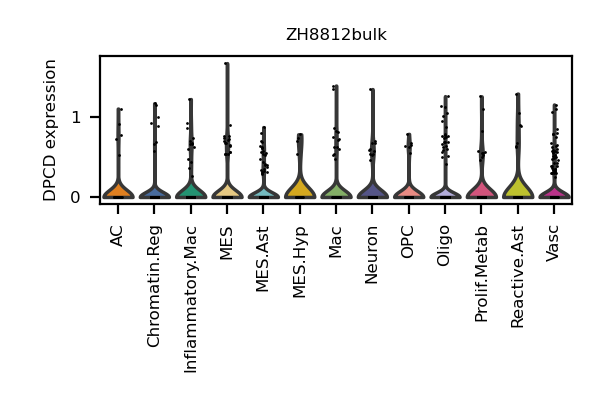 ZH8812bulk
DPCD expression
1
0
AC
Chromatin.Reg
Inflammatory.Mac
MES
MES.Ast
MES.Hyp
Mac
Neuron
OPC
Oligo
Prolif.Metab
Reactive.Ast
Vasc